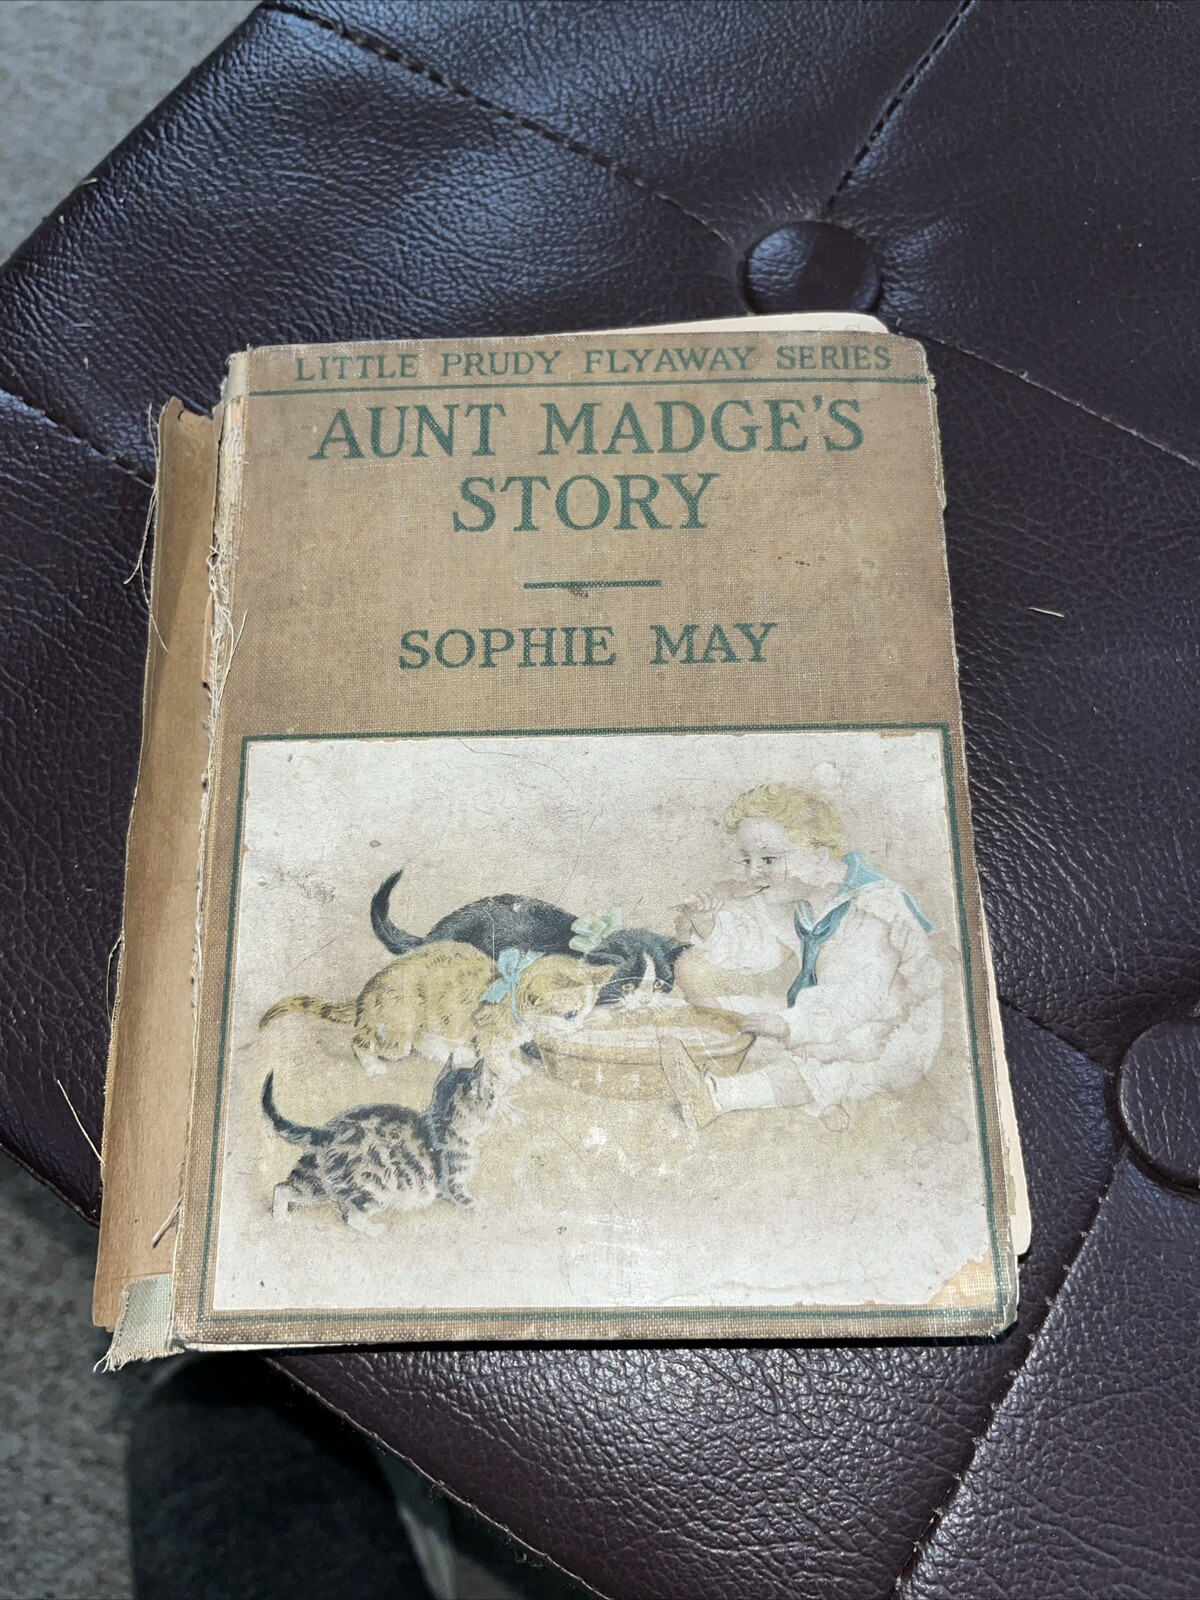 LITTLE PRUDY FLYAWAY SERIES
AUNT MADGE'S
STORY
SOPHIE MAY